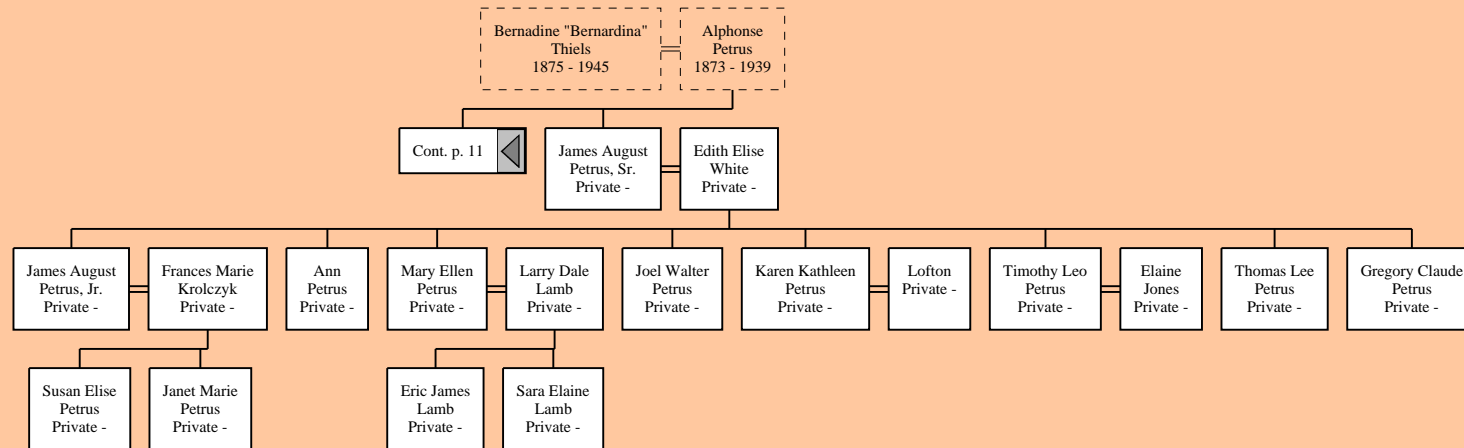 Bernadine "Bernardina"
Thiels
1875 - 1945
Alphonse
Petrus
1873 - 1939
Cont. p. 11
James August
Petrus, Sr.
Private -
Edith Elise
White
Private -
James August
Petrus, Jr.
Private -
Frances Marie
Krolczyk
Private -
Ann
Petrus
Private -
Mary Ellen
Petrus
Private -
Larry Dale
Lamb
Private -
Joel Walter
Petrus
Private -
Karen Kathleen
Petrus
Private -
Lofton
Private -
Timothy Leo
Petrus
Private -
Elaine
Jones
Private -
Thomas Lee
Petrus
Private -
Gregory Claude
Petrus
Private -
Susan Elise
Petrus
Private -
Janet Marie
Petrus
Private -
Eric James
Lamb
Private -
Sara Elaine
Lamb
Private -